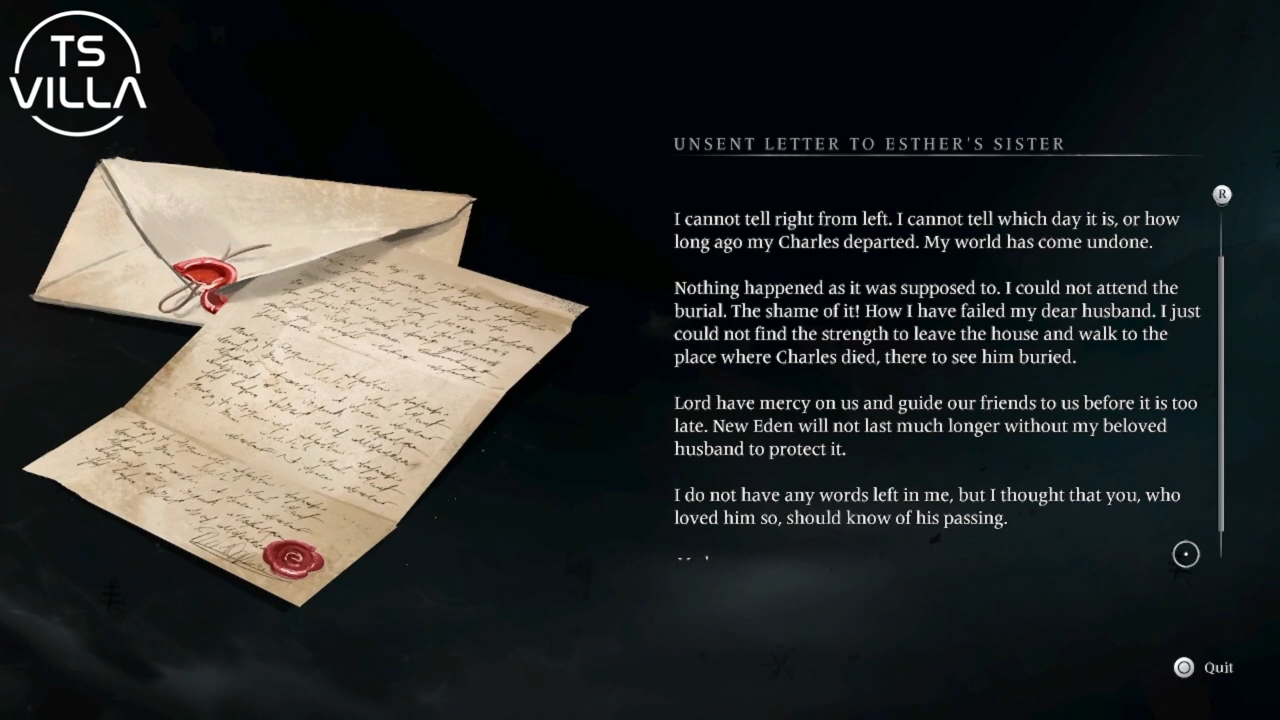 TS
VILLA
UNSENT LETTER TO ESTHER'S SISTER
R
I cannot tell right from left. I cannot tell which day it is, or how
long ago my Charles departed. My world has come undone.
Nothing happened as it was supposed to. I could not attend the
burial. The shame of it! How I have failed my dear husband. I just
could not find the strength to leave the house and walk to the
place where Charles died, there to see him buried.
Lord have mercy on us and guide our friends to us before it is too
late. New Eden will not last much longer without my beloved
husband to protect it.
I do not have any words left in me, but I thought that you, who
loved him so, should know of his passing.
Quit